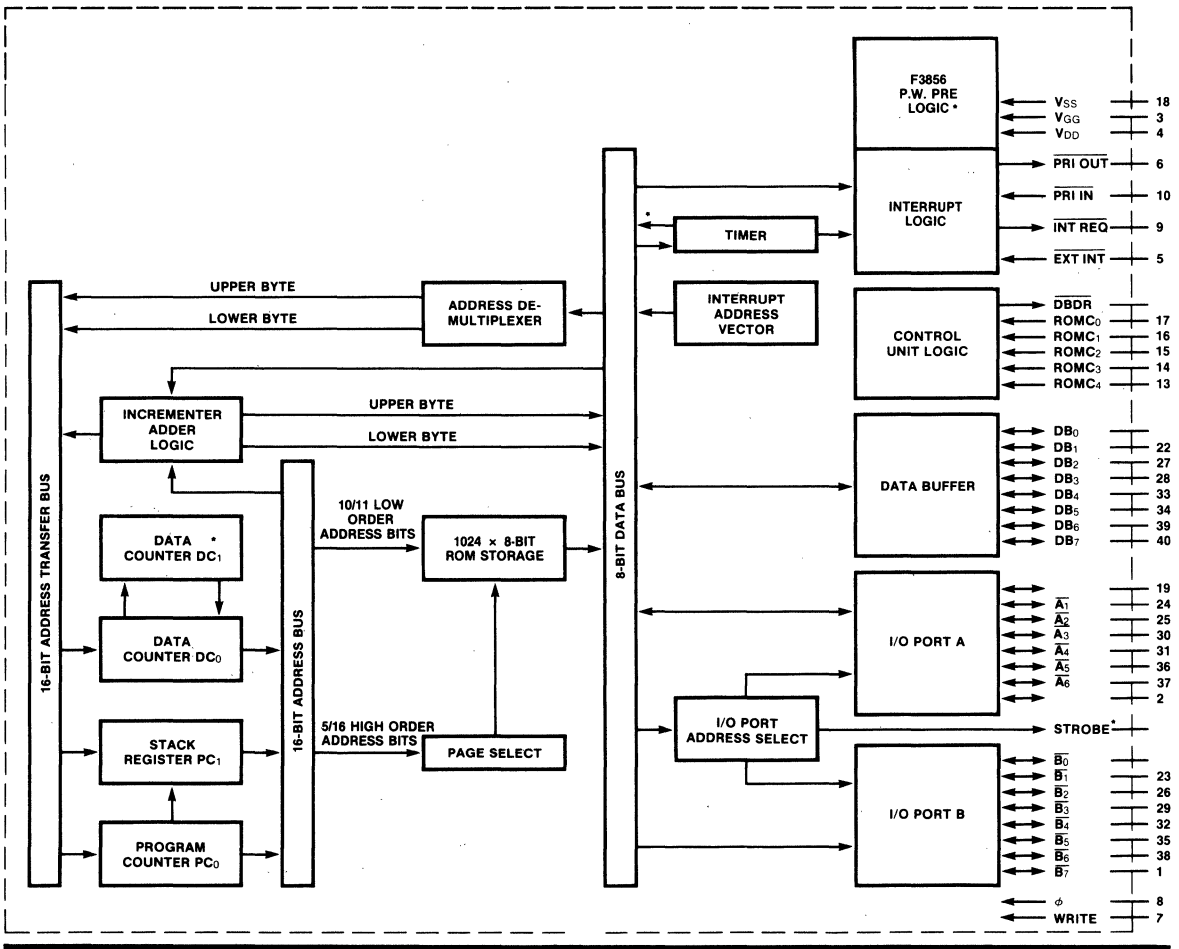 F3856
P.W. PRE
LOGIC*
VSS 18
VGG 3
VDD 4
INTERRUPT
LOGIC
PRI OUT 6
PRI IN 10
INT REQ 9
EXT INT 5
*
TIMER
INTERRUPT
ADDRESS
VECTOR
CONTROL
UNIT LOGIC
DBDR
ROMC0 17
ROMC1 16
ROMC2 15
ROMC3 14
ROMC4 13
UPPER BYTE
LOWER BYTE
ADDRESS DE-
MULTIPLEXER
INCREMENTER
ADDER
LOGIC
UPPER BYTE
LOWER BYTE
16-BIT ADDRESS TRANSFER BUS
16-BIT ADDRESS BUS
8-BIT DATA BUS
DATA BUFFER
DB0
DB1 22
DB2 27
DB3 28
DB4 33
DB5 34
DB6 39
DB7 40
DATA *
COUNTER DC1
10/11 LOW
ORDER
ADDRESS BITS
1024 × 8-BIT
ROM STORAGE
DATA
COUNTER DC0
I/O PORT A
19
A1 24
A2 25
A3 30
A4 31
A5 36
A6 37
2
STACK
REGISTER PC1
5/16 HIGH ORDER
ADDRESS BITS
PAGE SELECT
I/O PORT
ADDRESS SELECT
STROBE*
PROGRAM
COUNTER PC0
I/O PORT B
B0
B1 23
B2 26
B3 29
B4 32
B5 35
B6 38
B7 1
φ 8
WRITE 7